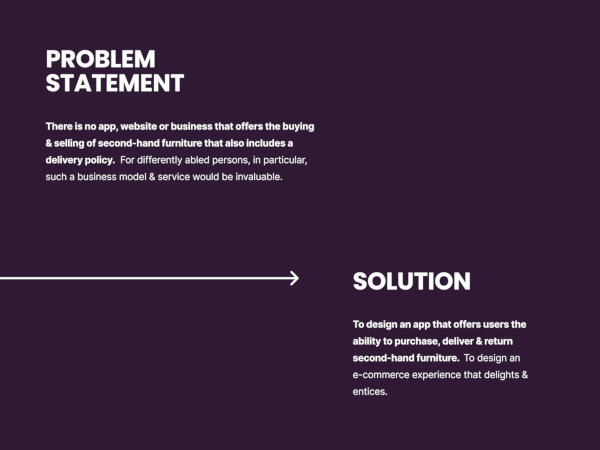 PROBLEM
STATEMENT
There is no app, website or business that offers the buying
& selling of second-hand furniture that also includes a
delivery policy. For differently abled persons, in particular,
such a business model & service would be invaluable.
SOLUTION
To design an app that offers users the
ability to purchase, deliver & return
second-hand furniture. To design an
e-commerce experience that delights &
entices.